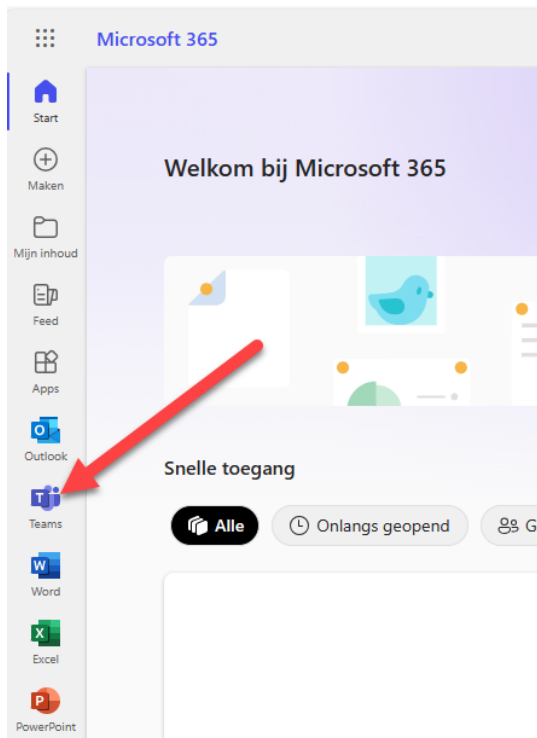 Microsoft 365
Start
Maken
Mijn inhoud
Feed
Apps
Outlook
Teams
Word
Excel
PowerPoint
Welkom bij Microsoft 365
Snelle toegang
Alle
Onlangs geopend
G